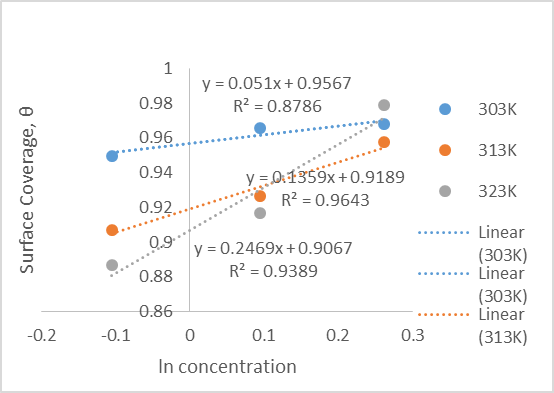 1
0.98
0.96
0.94
0.92
0.9
0.88
0.86
-0.2
-0.1
0
0.1
0.2
0.3
Surface Coverage, θ
ln concentration
y = 0.051x + 0.9567
R² = 0.8786
y = 0.1359x + 0.9189
R² = 0.9643
y = 0.2469x + 0.9067
R² = 0.9389
303K
313K
323K
Linear
(303K)
Linear
(303K)
Linear
(313K)